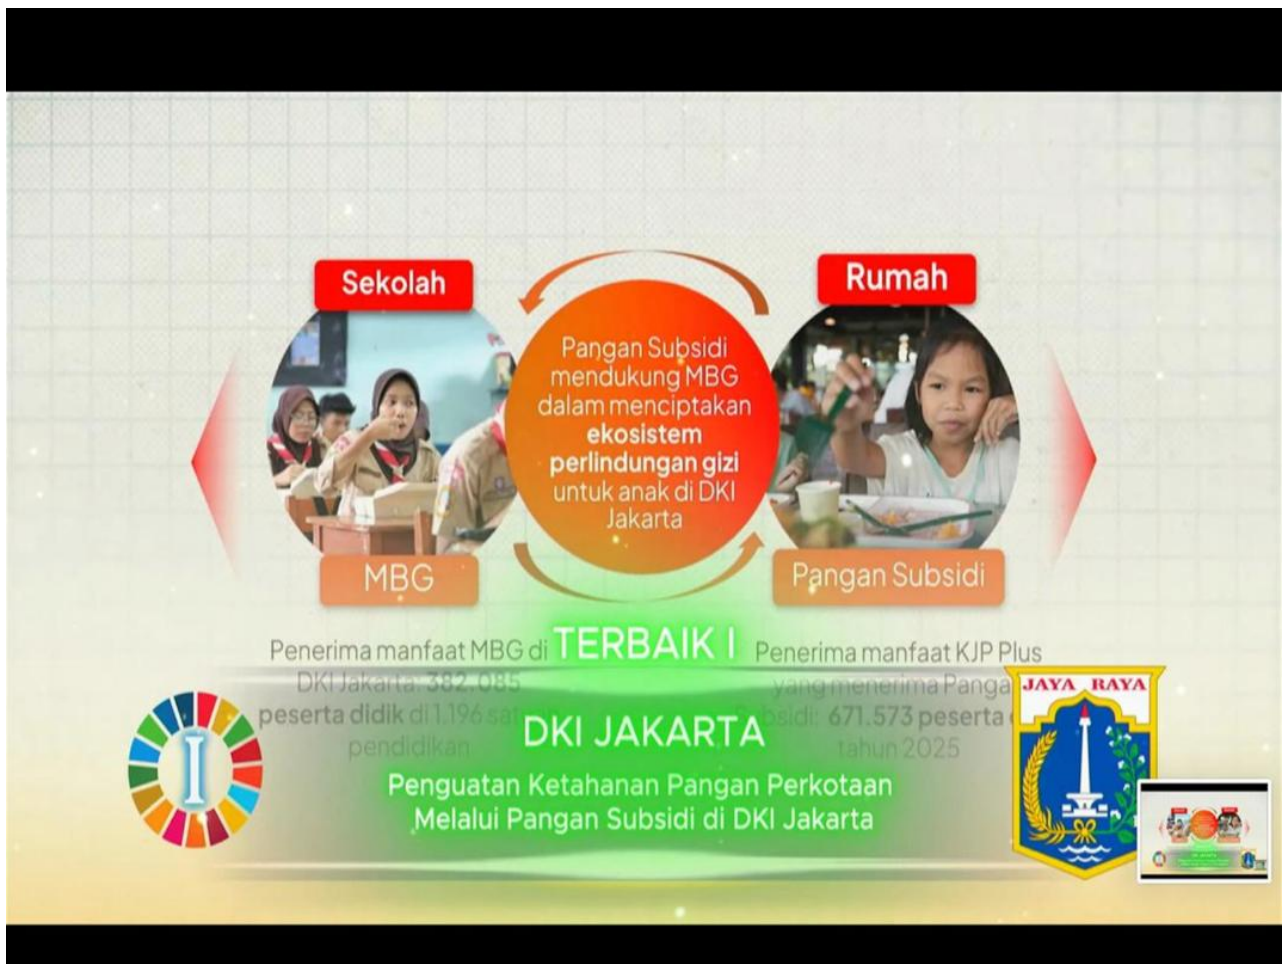 Sekolah
Rumah
Pangan Subsidi
mendukung MBG
dalam menciptakan
ekosistem
perlindungan gizi
untuk anak di DKI
Jakarta
MBG
Pangan Subsidi
TERBAIK I
Penerima manfaat MBG di
DKI Jakarta: 382.085
peserta didik di 1.196
pendidikan
Penerima manfaat KJP Plus
yang menerima
671.573 peserta
tahun 2025
JAYA RAYA
I
DKI JAKARTA
Penguatan Ketahanan Pangan Perkotaan
Melalui Pangan Subsidi di DKI Jakarta